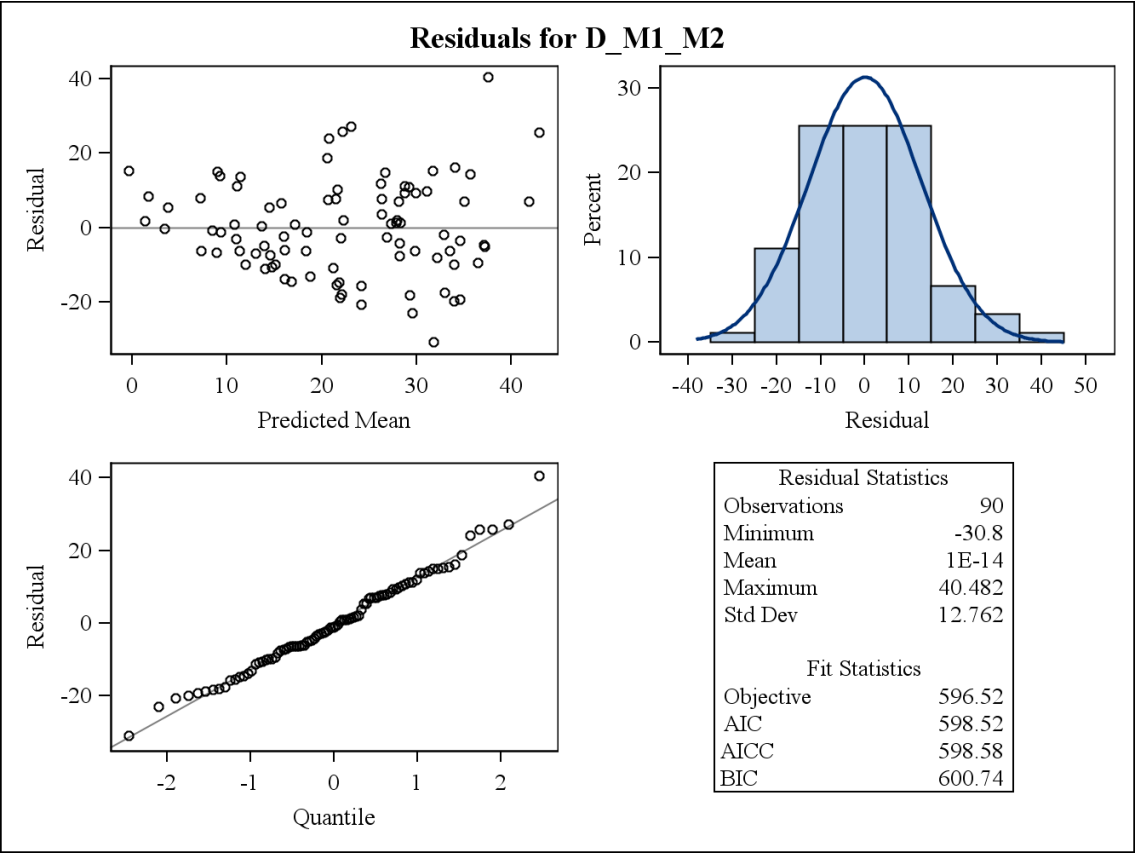 Residuals for D_M1_M2
40
20
0
-20
Residual
0 10 20 30 40
Predicted Mean
30
20
10
0
Percent
-40 -30 -20 -10 0 10 20 30 40 50
Residual
40
20
0
-20
Residual
-2 -1 0 1 2
Quantile
Residual Statistics
Observations 90
Minimum -30.8
Mean 1E-14
Maximum 40.482
Std Dev 12.762
Fit Statistics
Objective 596.52
AIC 598.52
AICC 598.58
BIC 600.74